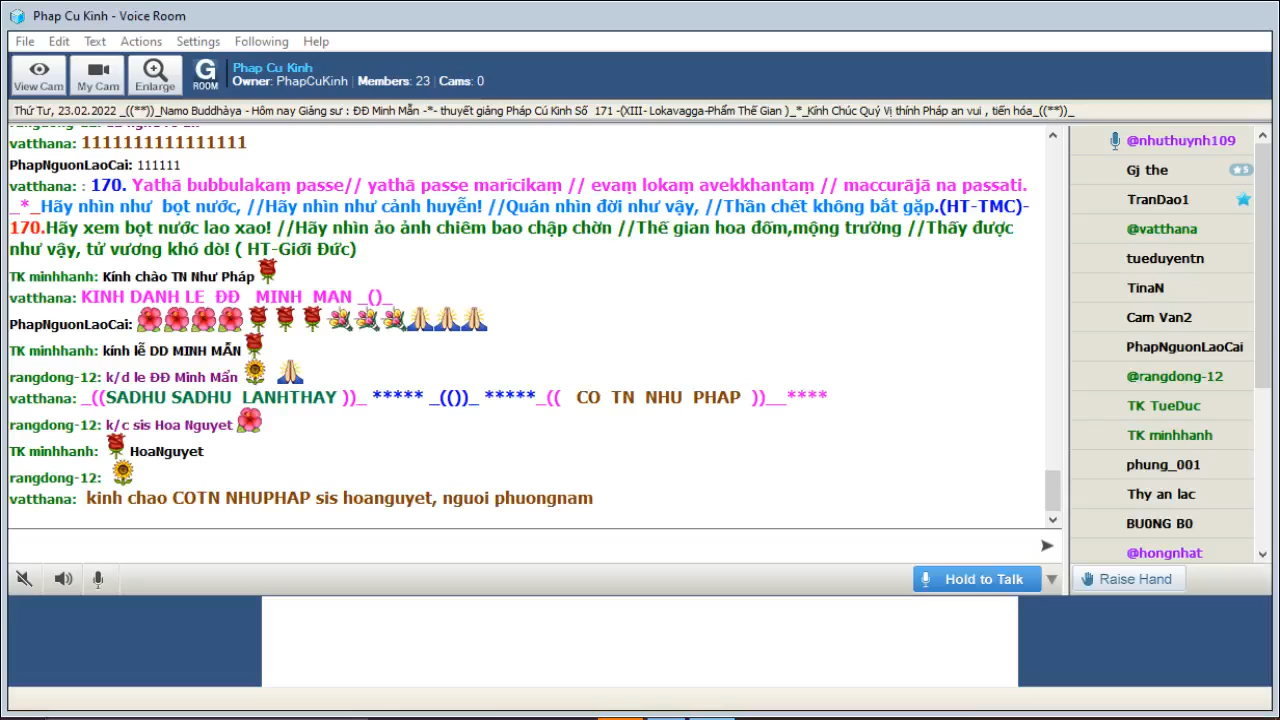 Phap Cu Kinh - Voice Room
File Edit Text Actions Settings Following Help
View Cam My Cam Enlarge G ROOM
Phap Cu Kinh
Owner: PhapCuKinh | Members: 23 | Cams: 0
Thứ Tư, 23.02.2022 _((**))_Namo Buddhàya - Hôm nay Giảng sư : ĐĐ Minh Mẫn -*- thuyết giảng Pháp Cú Kinh Số 171 -(XIII- Lokavagga-Phẩm Thế Gian )_*_Kính Chúc Quý Vị thính Pháp an vui , tiến hóa_((**))_
vatthana: 1111111111111111
PhapNguonLaoCai: 111111
vatthana: : 170. Yathā bubbulakaṃ passe// yathā passe marīcikaṃ // evaṃ lokaṃ avekkhantaṃ // maccurājā na passati.
_*_Hãy nhìn như bọt nước, //Hãy nhìn như cảnh huyễn! //Quán nhìn đời như vậy, //Thần chết không bắt gặp.(HT-TMC)-
170.Hãy xem bọt nước lao xao! //Hãy nhìn ảo ảnh chiêm bao chập chờn //Thế gian hoa đốm,mộng trường //Thấy được
như vậy, tử vương khó dò! ( HT-Giới Đức)
TK minhhanh: Kính chào TN Như Pháp
vatthana: KINH DANH LE ĐĐ MINH MAN _()_
PhapNguonLaoCai:
TK minhhanh: kính lễ DD MINH MẪN
rangdong-12: k/d le ĐĐ Minh Mẩn
vatthana: _((SADHU SADHU LANHTHAY ))_ ***** _(())_ *****_(( CO TN NHU PHAP ))__****
rangdong-12: k/c sis Hoa Nguyet
TK minhhanh: HoaNguyet
rangdong-12:
vatthana: kinh chao COTN NHUPHAP sis hoanguyet, nguoi phuongnam
Hold to Talk
@nhuthuynh109
Gj the
TranDao1
@vatthana
tueduyentn
TinaN
Cam Van2
PhapNguonLaoCai
@rangdong-12
TK TueDuc
TK minhhanh
phung_001
Thy an lac
BU0NG B0
@hongnhat
Raise Hand